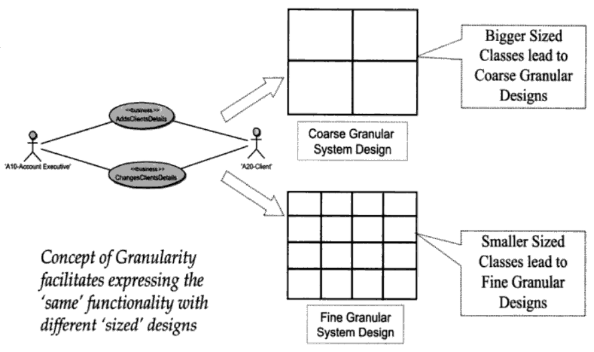 Bigger Sized
Classes lead to
Coarse Granular
Designs
<<business>>
AddsClientsDetails
Coarse Granular
System Design
'A10-Account Executive'
'A20-Client'
<<business>>
ChangesClientsDetails
Concept of Granularity
facilitates expressing the
'same' functionality with
different 'sized' designs
Smaller Sized
Classes lead to
Fine Granular
Designs
Fine Granular
System Design